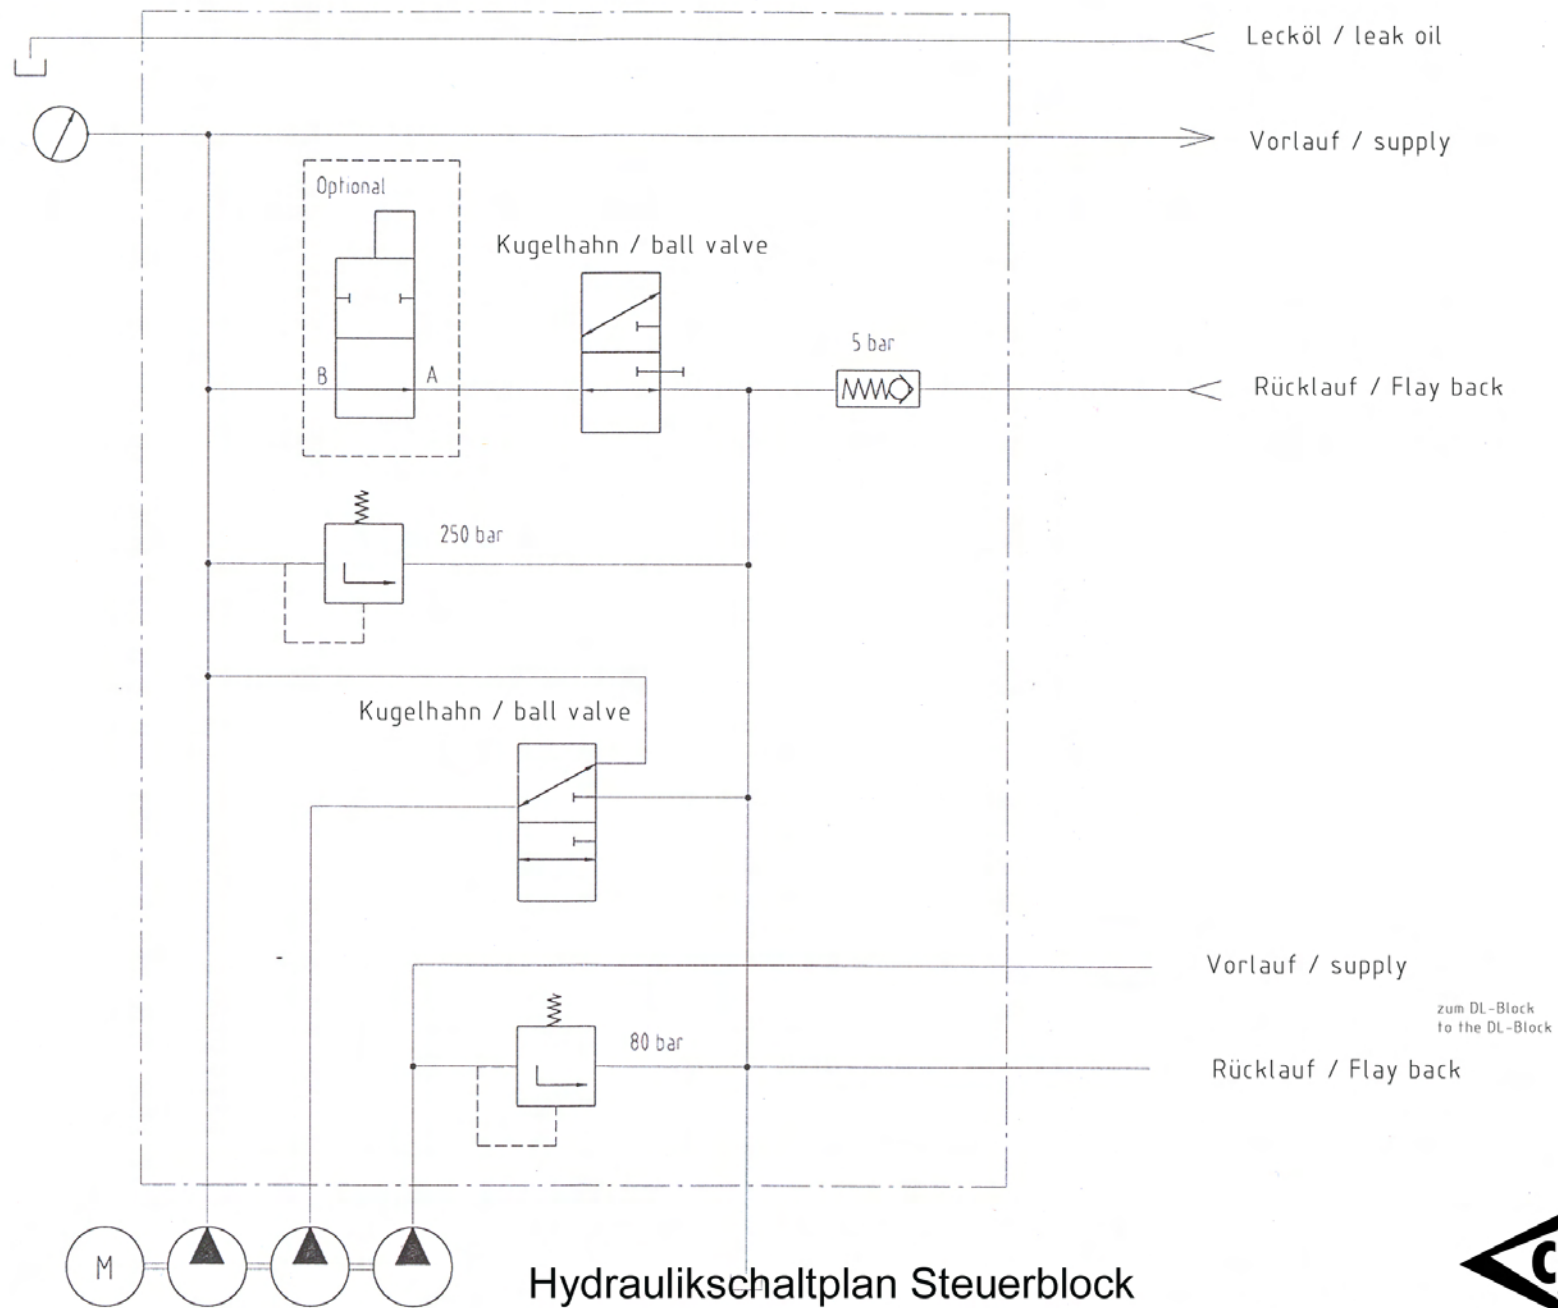 Lecköl / leak oil
Vorlauf / supply
Optional
Kugelhahn / ball valve
5 bar
B
A
Rücklauf / Flay back
250 bar
Kugelhahn / ball valve
Vorlauf / supply
zum DL-Block
to the DL-Block
80 bar
Rücklauf / Flay back
M
Hydraulikschaltplan Steuerblock